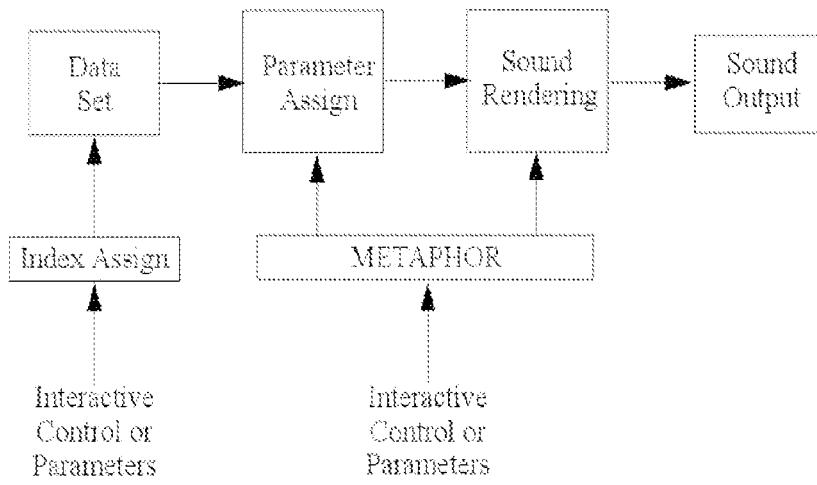 Data
Set
Parameter
Assign
Sound
Rendering
Sound
Output
Index Assign
METAPHOR
Interactive
Control or
Parameters
Interactive
Control or
Parameters